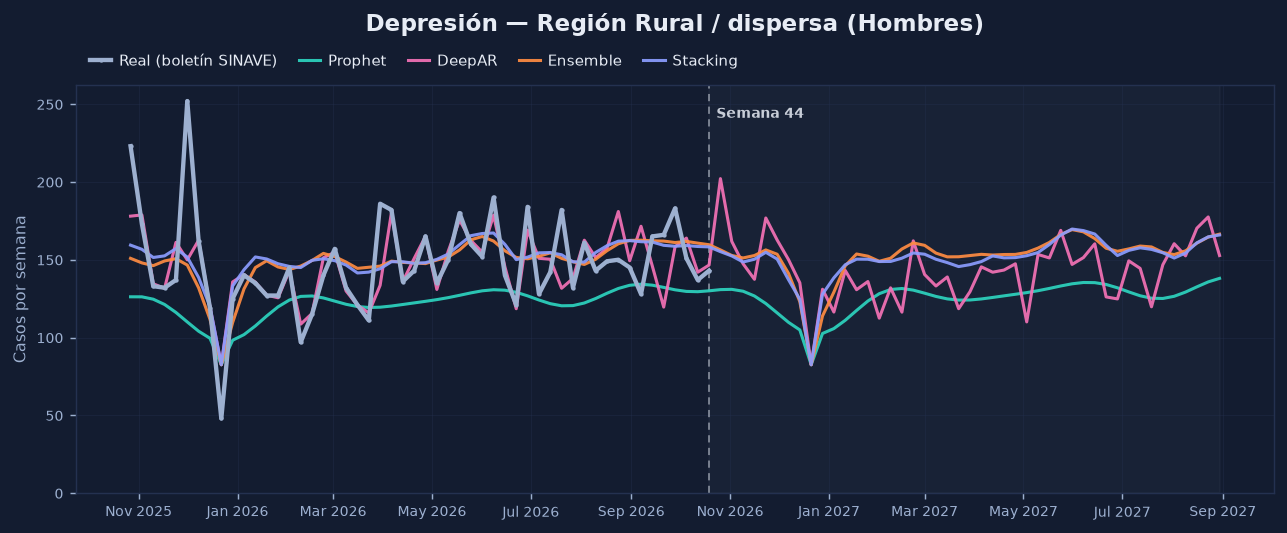 Depresión — Región Rural / dispersa (Hombres)
Real (boletín SINAVE) Prophet DeepAR Ensemble Stacking
Semana 44
Casos por semana
250
200
150
100
50
0
Nov 2025 Jan 2026 Mar 2026 May 2026 Jul 2026 Sep 2026 Nov 2026 Jan 2027 Mar 2027 May 2027 Jul 2027 Sep 2027